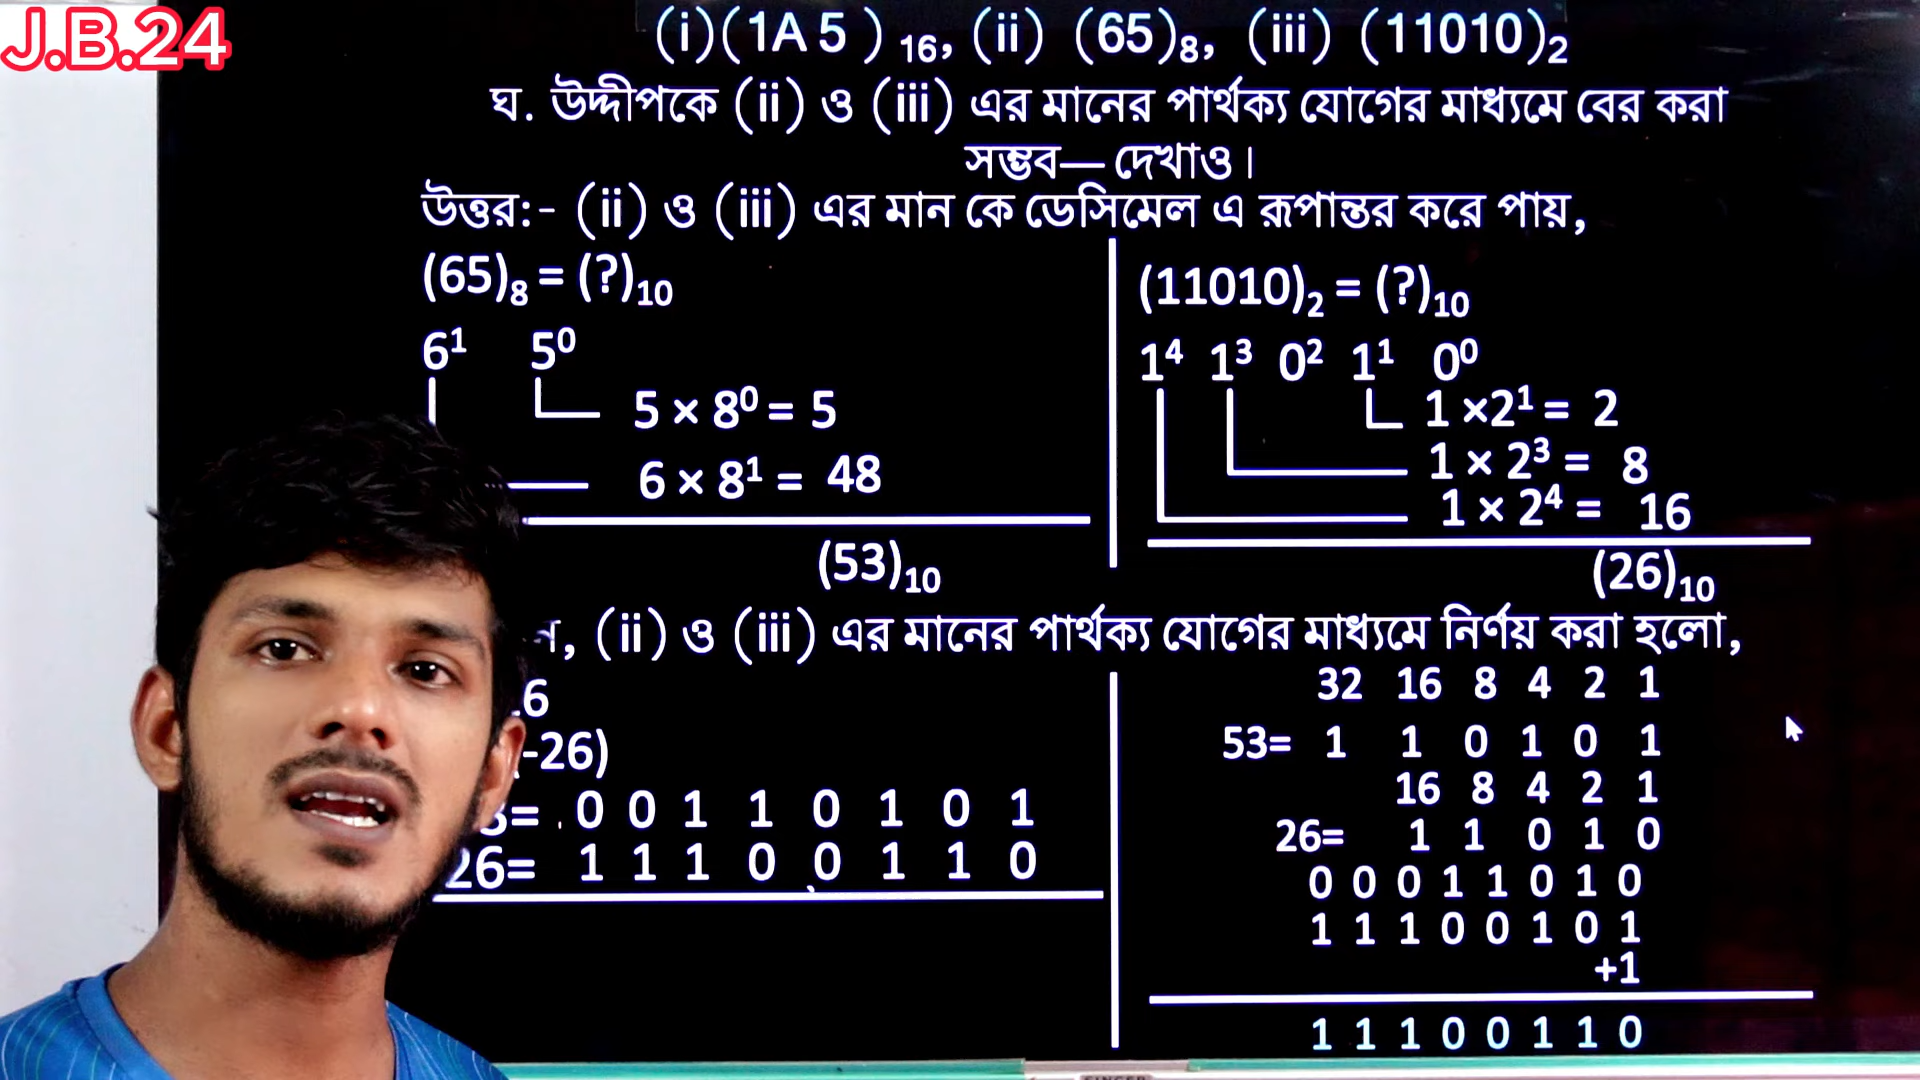 J.B.24
(i)(1A5)₁₆, (ii) (65)₈, (iii) (11010)₂
ঘ. উদ্দীপকে (ii) ও (iii) এর মানের পার্থক্য যোগের মাধ্যমে বের করা
সম্ভব— দেখাও।
উত্তর:- (ii) ও (iii) এর মান কে ডেসিমেল এ রূপান্তর করে পায়,
(65)₈ = (?)₁₀
6¹ 5⁰
5 × 8⁰ = 5
6 × 8¹ = 48
(53)₁₀
(11010)₂ = (?)₁₀
1⁴ 1³ 0² 1¹ 0⁰
1 ×2¹ = 2
1 × 2³ = 8
1 × 2⁴ = 16
(26)₁₀
(ii) ও (iii) এর মানের পার্থক্য যোগের মাধ্যমে নির্ণয় করা হলো,
6
-26)
3= 0 0 1 1 0 1 0 1
26= 1 1 1 0 0 1 1 0
32 16 8 4 2 1
53= 1 1 0 1 0 1
16 8 4 2 1
26= 1 1 0 1 0
0 0 0 1 1 0 1 0
1 1 1 0 0 1 0 1
+1
1 1 1 0 0 1 1 0